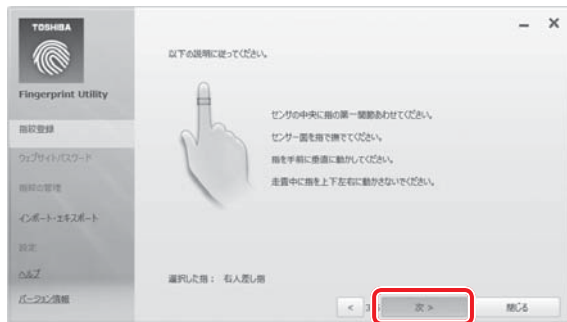 TOSHIBA
Fingerprint Utility
指紋登録
ウェブサイトパスワード
指紋の管理
インポート・エクスポート
設定
ヘルプ
バージョン情報
以下の説明に従ってください。
センサの中央に指の第一関節あわせてください。
センサー面を指で撫でてください。
指を手前に垂直に動かしてください。
走査中に指を上下左右に動かさないでください。
選択した指： 右人差し指
< 次 > 閉じる